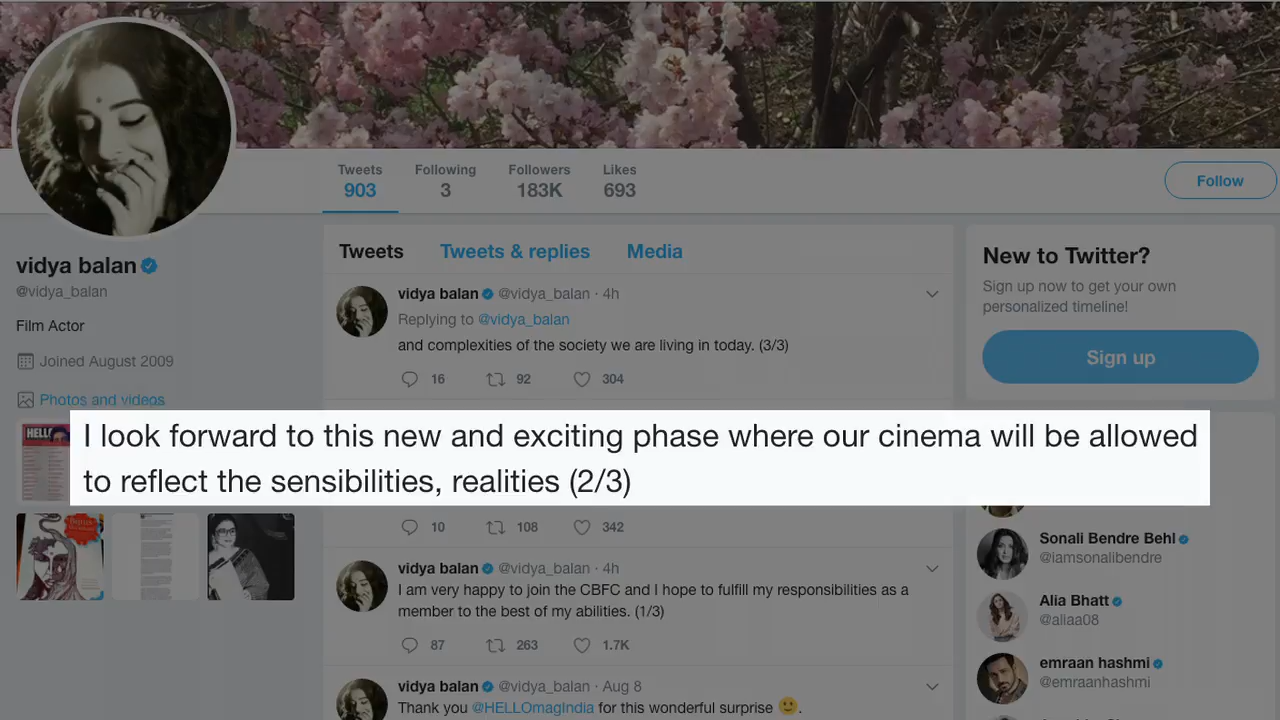 Tweets
903
Following
3
Followers
183K
Likes
693
Follow
vidya balan
@vidya_balan
Film Actor
Joined August 2009
Photos and videos
HELL
Tweets Tweets & replies Media
vidya balan @vidya_balan · 4h
Replying to @vidya_balan
and complexities of the society we are living in today. (3/3)
16 92 304
I look forward to this new and exciting phase where our cinema will be allowed
to reflect the sensibilities, realities (2/3)
10 108 342
vidya balan @vidya_balan · 4h
I am very happy to join the CBFC and I hope to fulfill my responsibilities as a
member to the best of my abilities. (1/3)
87 263 1.7K
vidya balan @vidya_balan · Aug 8
Thank you @HELLOmagIndia for this wonderful surprise 🙂.
New to Twitter?
Sign up now to get your own
personalized timeline!
Sign up
Sonali Bendre Behl
@iamsonalibendre
Alia Bhatt
@aliaa08
emraan hashmi
@emraanhashmi